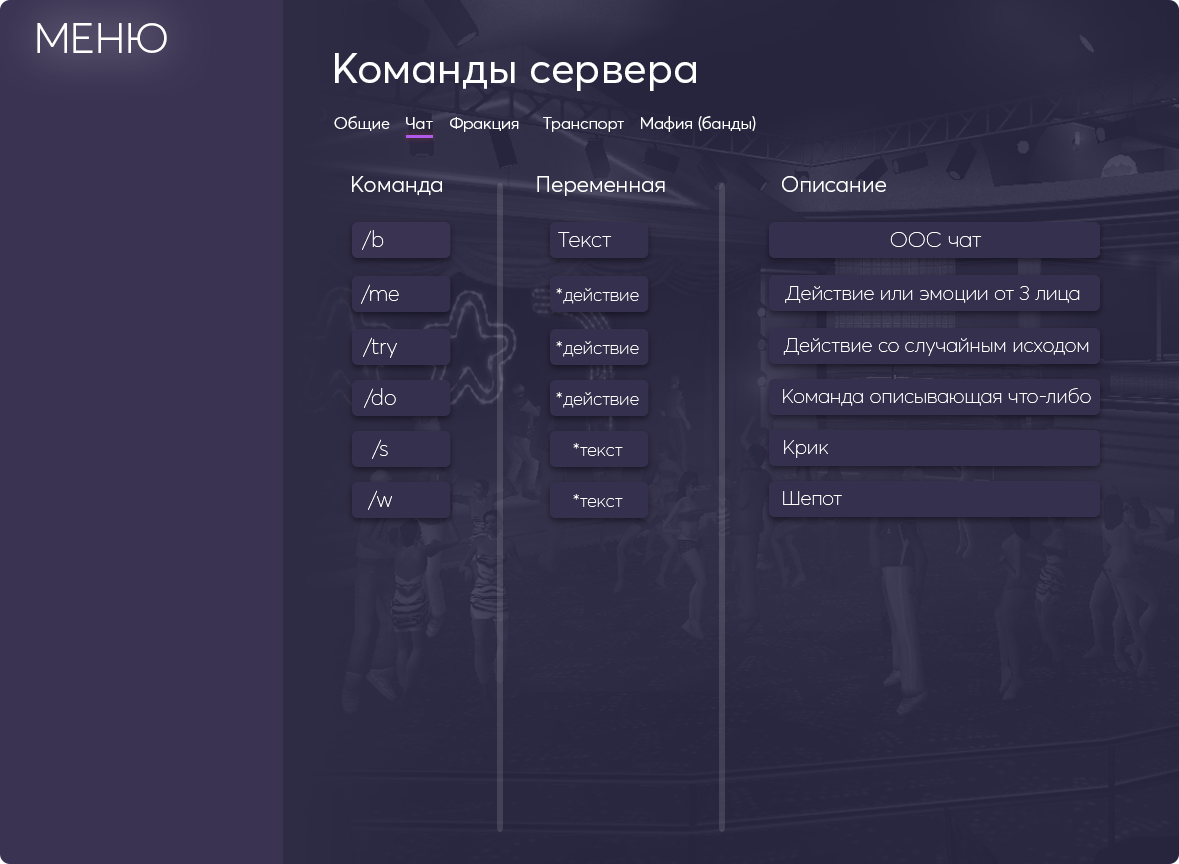 МЕНЮ
Команды сервера
Общие Чат Фракция Транспорт Мафия (банды)
Команда Переменная Описание
/b Текст ООС чат
/me *действие Действие или эмоции от 3 лица
/try *действие Действие со случайным исходом
/do *действие Команда описывающая что-либо
/s *текст Крик
/w *текст Шепот